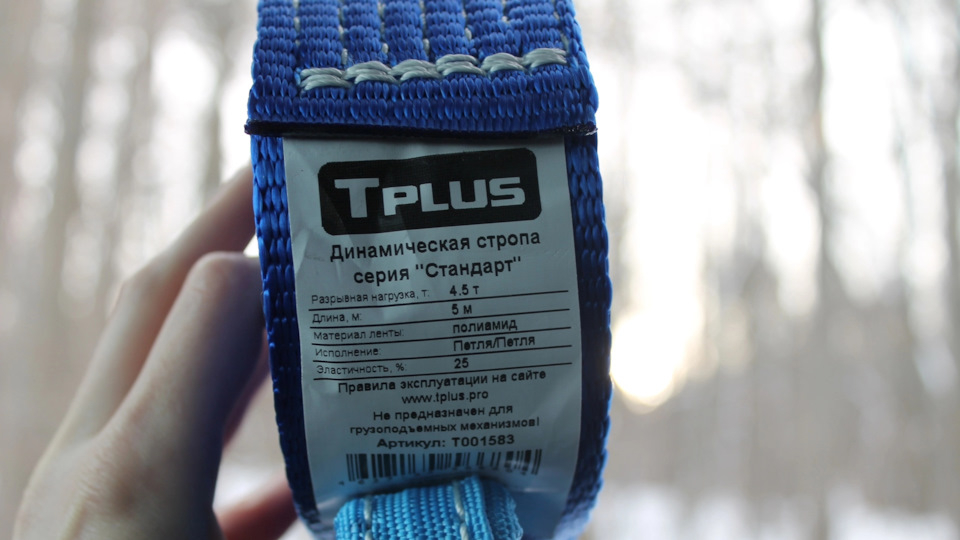 TPLUS
Динамическая стропа
серия "Стандарт"
Разрывная нагрузка, т: 4.5 т
Длина, м: 5 м
Материал ленты: полиамид
Исполнение: Петля/Петля
Эластичность, % 25
Правила эксплуатации на сайте
www.tplus.pro
Не предназначен для
грузоподъемных механизмов!
Артикул: T001583